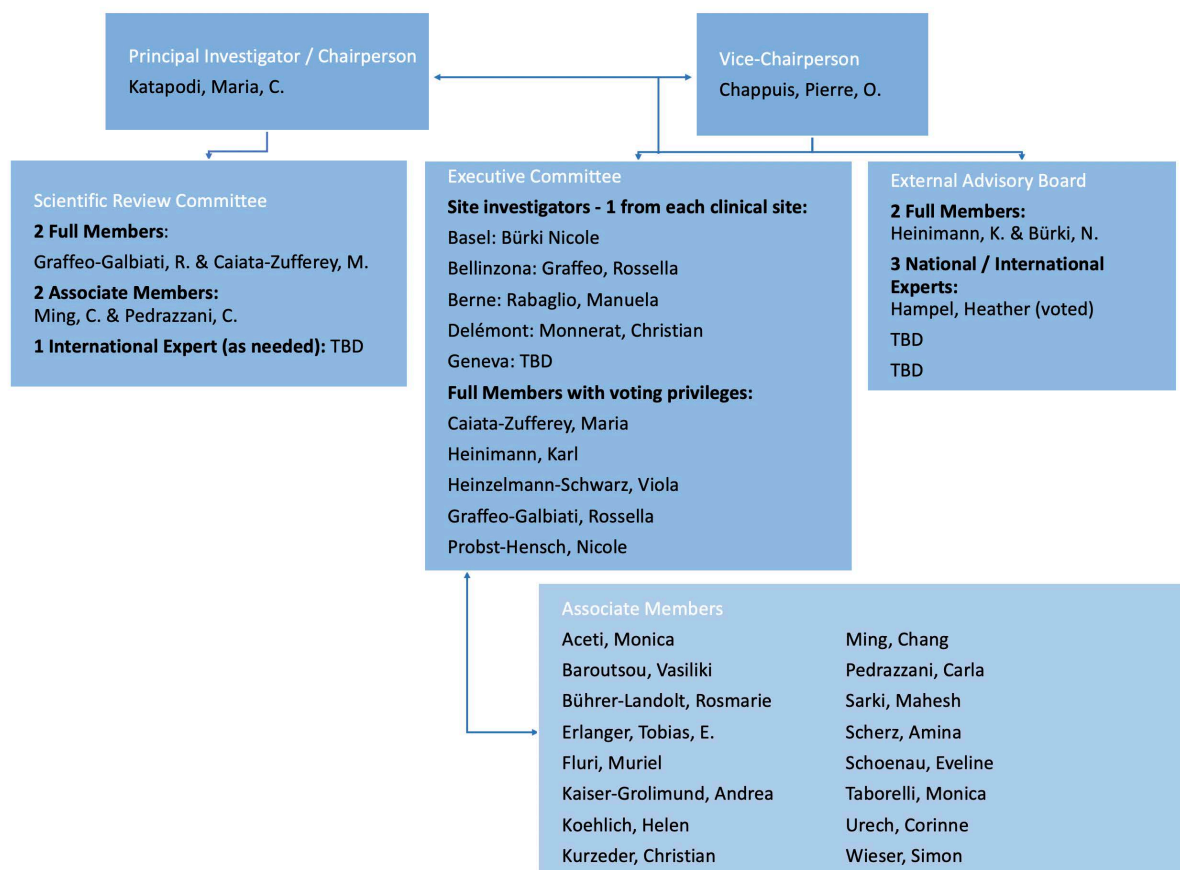 Principal Investigator / Chairperson
Katapodi, Maria, C.
Vice-Chairperson
Chappuis, Pierre, O.
Scientific Review Committee
2 Full Members:
Graffeo-Galbiati, R. & Caiata-Zufferey, M.
2 Associate Members:
Ming, C. & Pedrazzani, C.
1 International Expert (as needed): TBD
Executive Committee
Site investigators - 1 from each clinical site:
Basel: Bürki Nicole
Bellinzona: Graffeo, Rossella
Berne: Rabaglio, Manuela
Delémont: Monnerat, Christian
Geneva: TBD
Full Members with voting privileges:
Caiata-Zufferey, Maria
Heinimann, Karl
Heinzelmann-Schwarz, Viola
Graffeo-Galbiati, Rossella
Probst-Hensch, Nicole
External Advisory Board
2 Full Members:
Heinimann, K. & Bürki, N.
3 National / International
Experts:
Hampel, Heather (voted)
TBD
TBD
Associate Members
Aceti, Monica
Baroutsou, Vasiliki
Bührer-Landolt, Rosmarie
Erlanger, Tobias, E.
Fluri, Muriel
Kaiser-Grolimund, Andrea
Koehlich, Helen
Kurzeder, Christian
Ming, Chang
Pedrazzani, Carla
Sarki, Mahesh
Scherz, Amina
Schoenau, Eveline
Taborelli, Monica
Urech, Corinne
Wieser, Simon